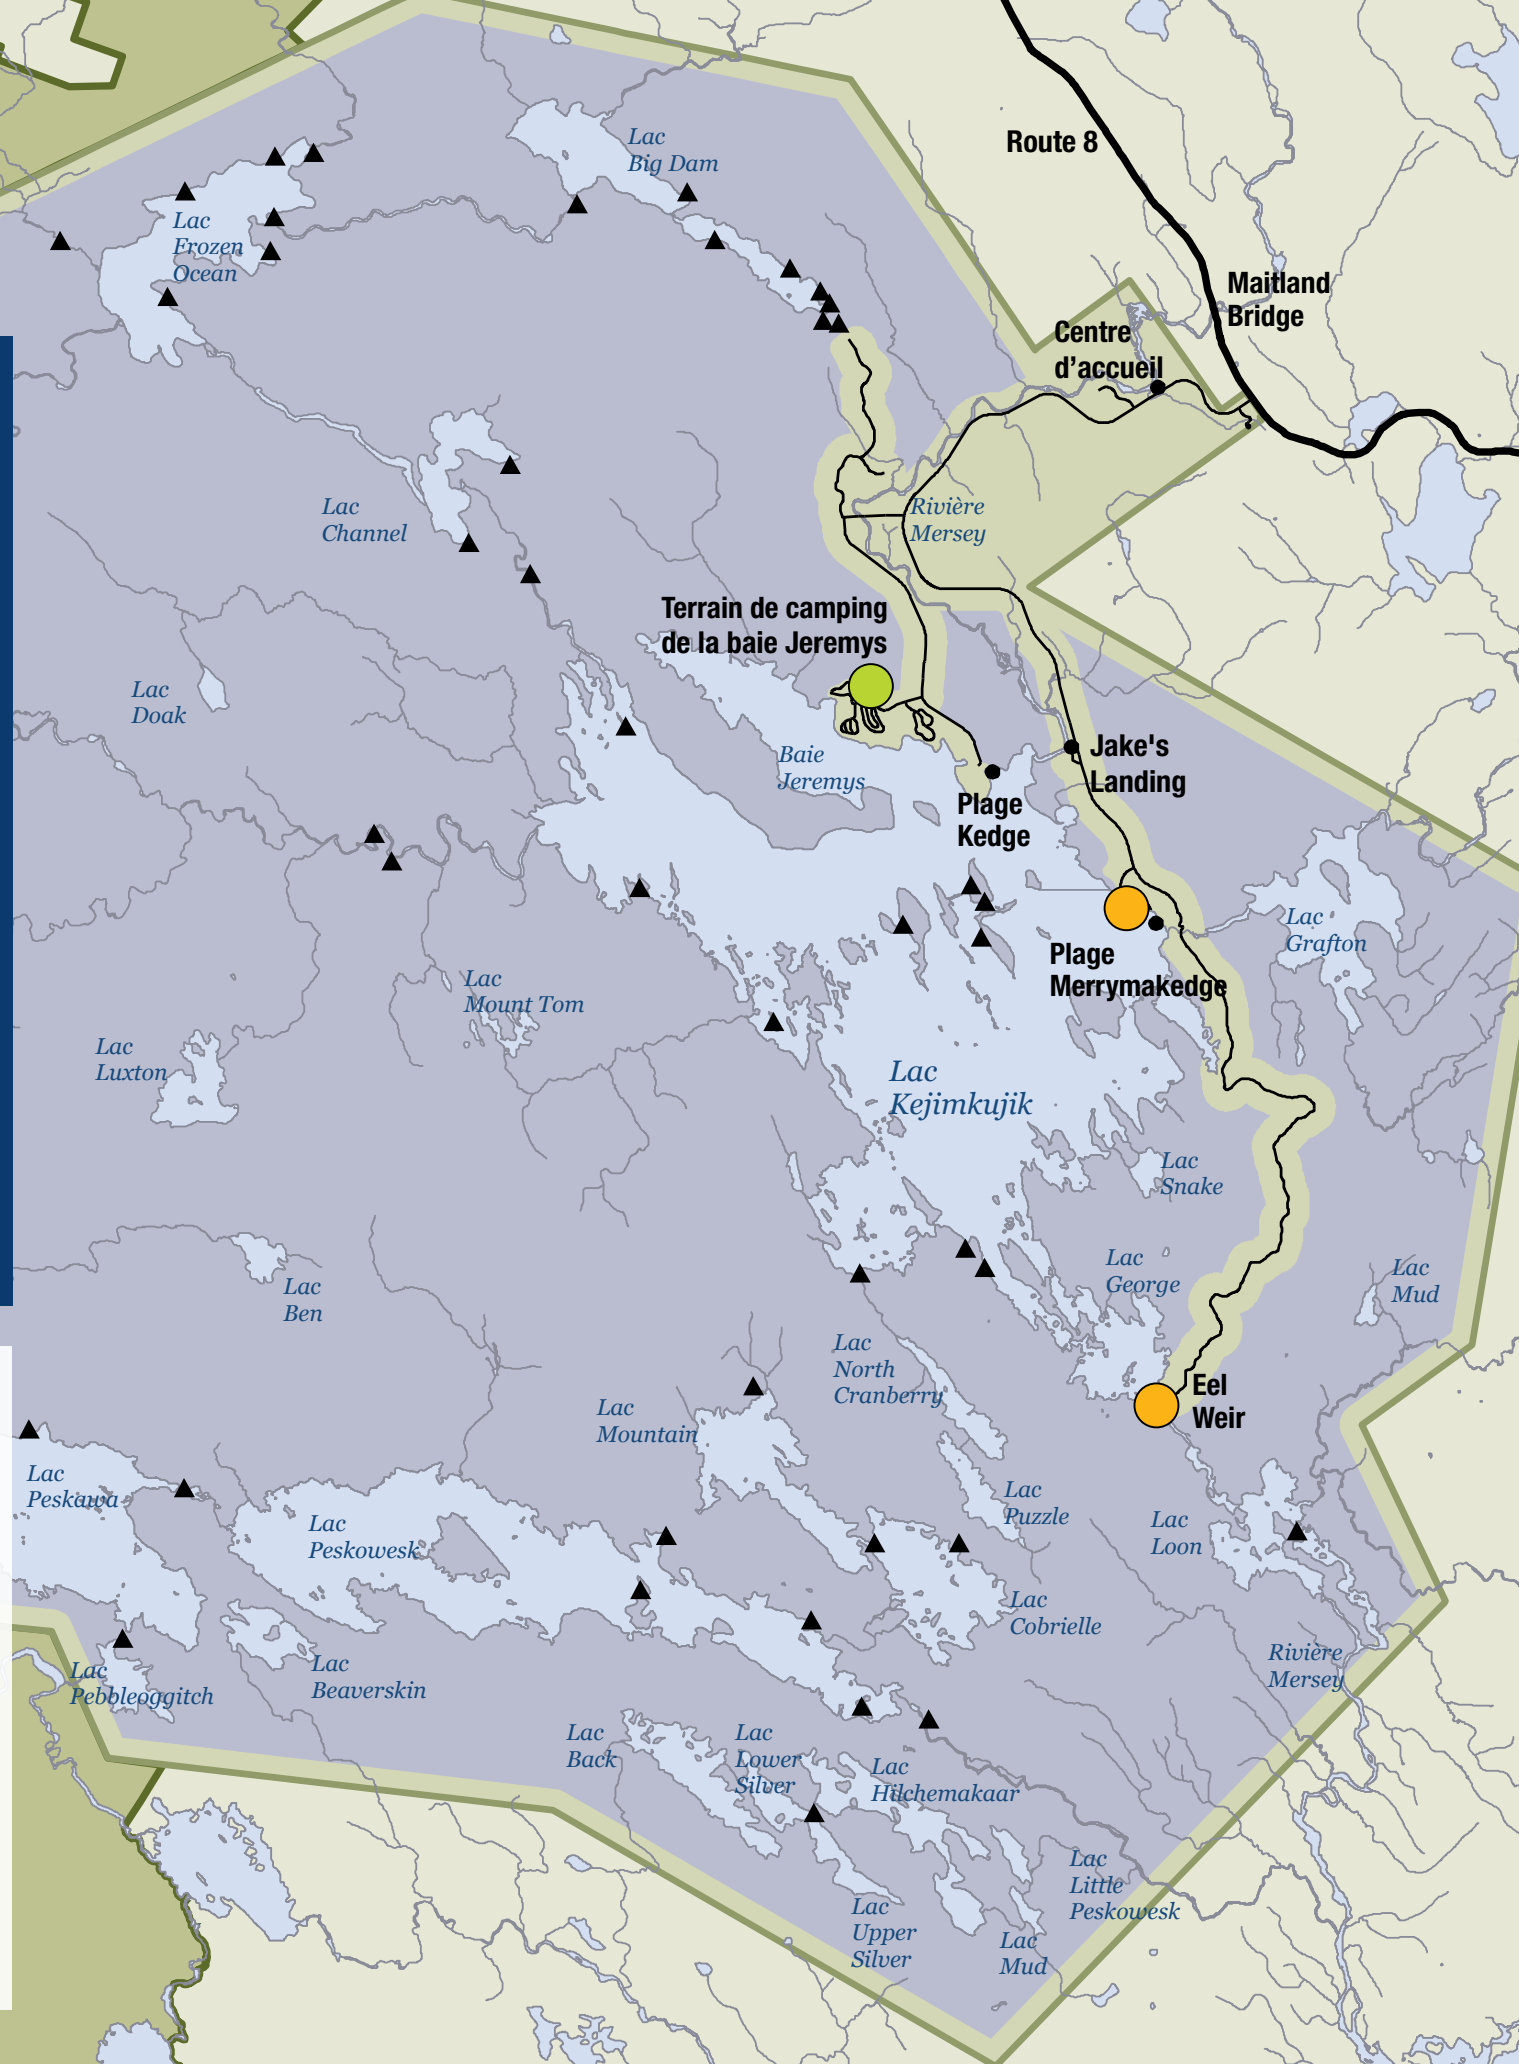 Lac
Big Dam
Route 8
Lac
Frozen
Ocean
Maitland
Bridge
Centre
d'accueil
Lac
Channel
Rivière
Mersey
Terrain de camping
de la baie Jeremys
Lac
Doak
Baie
Jeremys
Jake's
Landing
Plage
Kedge
Lac
Grafton
Plage
Merrymakedge
Lac
Mount Tom
Lac
Luxton
Lac
Kejimkujik
Lac
Snake
Lac
George
Lac
Mud
Lac
Ben
Lac
North
Cranberry
Eel
Weir
Lac
Mountain
Lac
Peskawa
Lac
Puzzle
Lac
Peskowesk
Lac
Loon
Lac
Cobrielle
Rivière
Mersey
Lac
Pebbleoggitch
Lac
Beaverskin
Lac
Back
Lac
Lower
Silver
Lac
Hilchemakaar
Lac
Little
Peskowesk
Lac
Upper
Silver
Lac
Mud